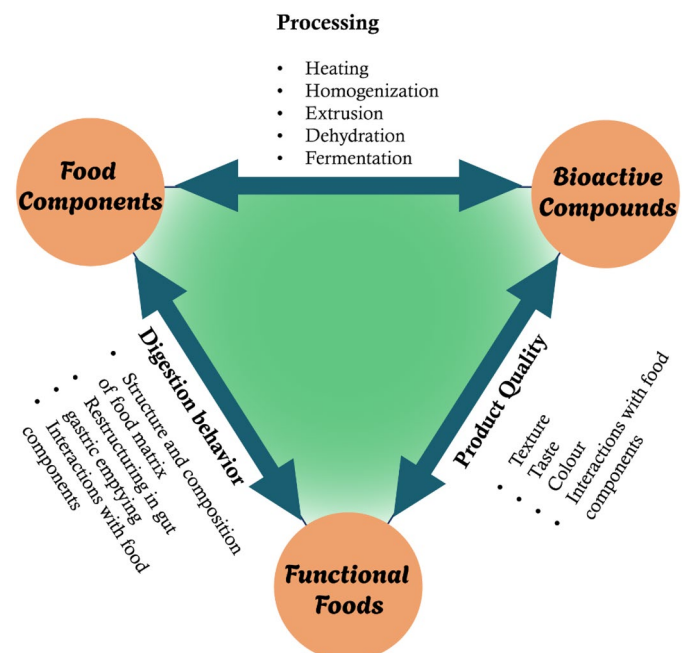 Processing
• Heating
• Homogenization
• Extrusion
• Dehydration
• Fermentation
Food
Components
Bioactive
Compounds
Digestion behavior
• Structure and composition
of food matrix
• Restructuring in gut
• gastric emptying
• Interactions with food
components
Product Quality
• Texture
• Taste
• Colour
• Interactions with food
components
Functional
Foods